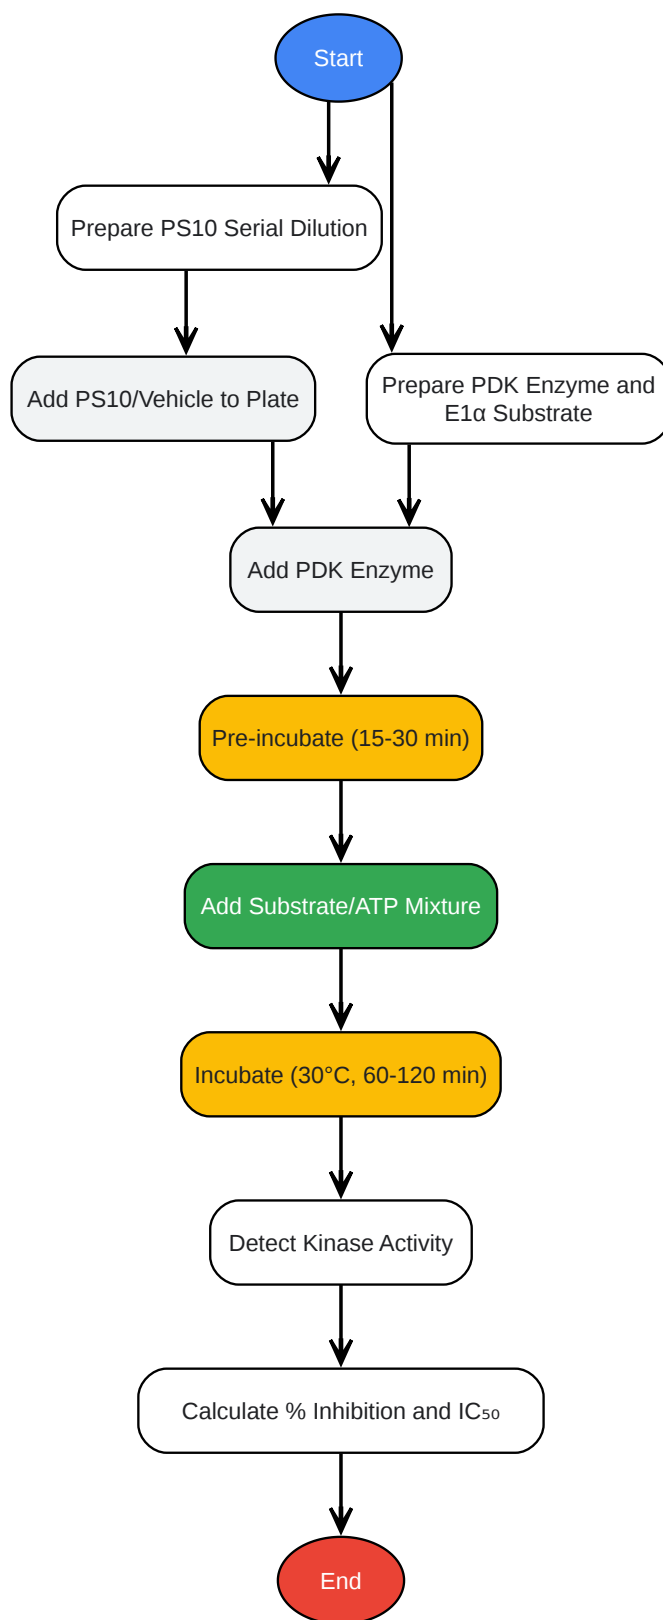 Start
Prepare PS10 Serial Dilution
Add PS10/Vehicle to Plate
Prepare PDK Enzyme and
E1α Substrate
Add PDK Enzyme
Pre-incubate (15-30 min)
Add Substrate/ATP Mixture
Incubate (30°C, 60-120 min)
Detect Kinase Activity
Calculate % Inhibition and IC₅₀
End